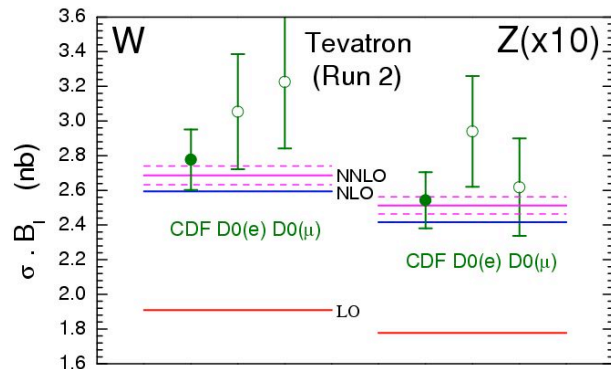 3.6
W
Tevatron
(Run 2)
Z(x10)
3.4
3.2
3.0
2.8
NNLO
2.6
NLO
2.4
CDF D0(e) D0(μ)
CDF D0(e) D0(μ)
2.2
2.0
LO
1.8
1.6
σ . B_l (nb)